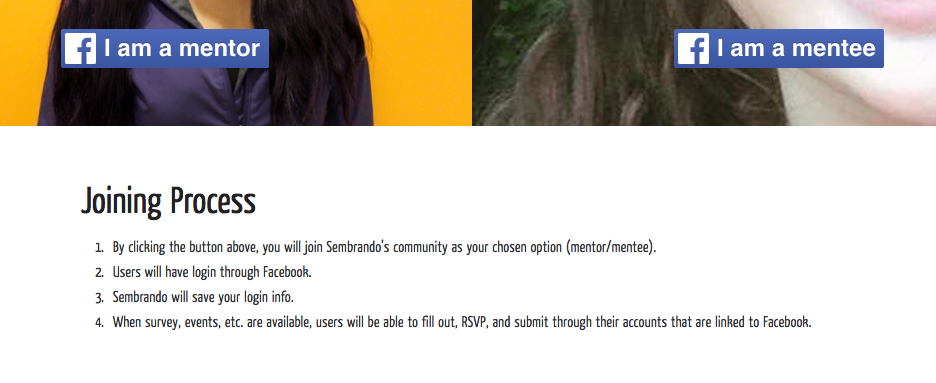 I am a mentor
I am a mentee
Joining Process
1. By clicking the button above, you will join Sembrando's community as your chosen option (mentor/mentee).
2. Users will have login through Facebook.
3. Sembrando will save your login info.
4. When survey, events, etc. are available, users will be able to fill out, RSVP, and submit through their accounts that are linked to Facebook.